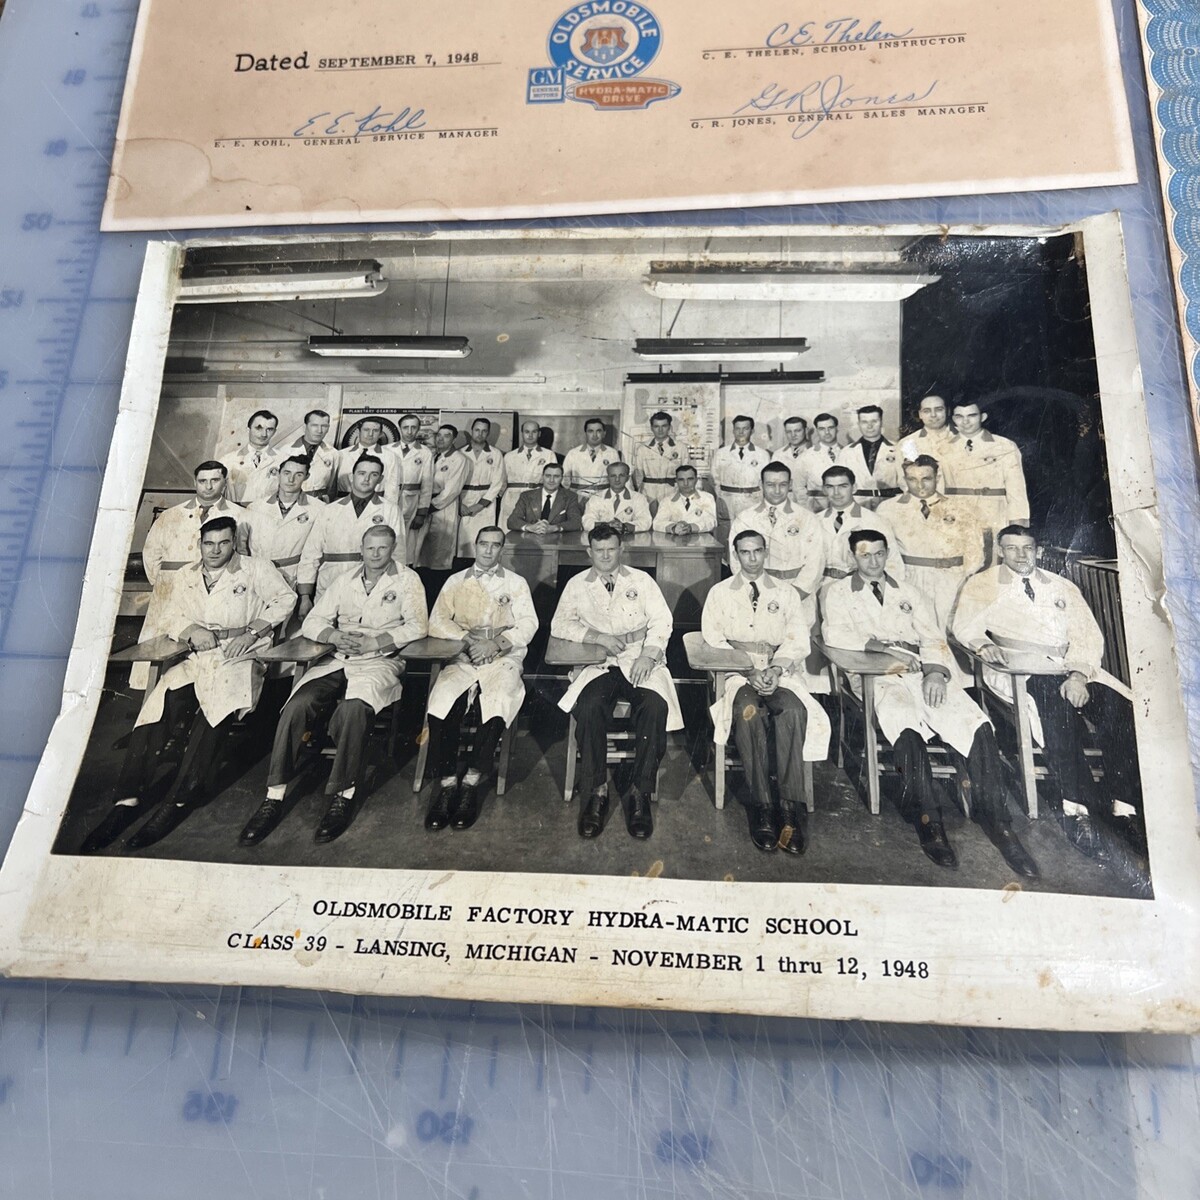 Dated SEPTEMBER 7, 1948
OLDSMOBILE
SERVICE
GM
GENERAL
MOTORS
HYDRA-MATIC
DRIVE
C.E. Thelen
C. E. THELEN, SCHOOL INSTRUCTOR
E. E. Kohl
E. E. KOHL, GENERAL SERVICE MANAGER
G R Jones
G. R. JONES, GENERAL SALES MANAGER
50
PLANETARY GEARING
OLDSMOBILE FACTORY HYDRA-MATIC SCHOOL
CLASS 39 - LANSING, MICHIGAN - NOVEMBER 1 thru 12, 1948